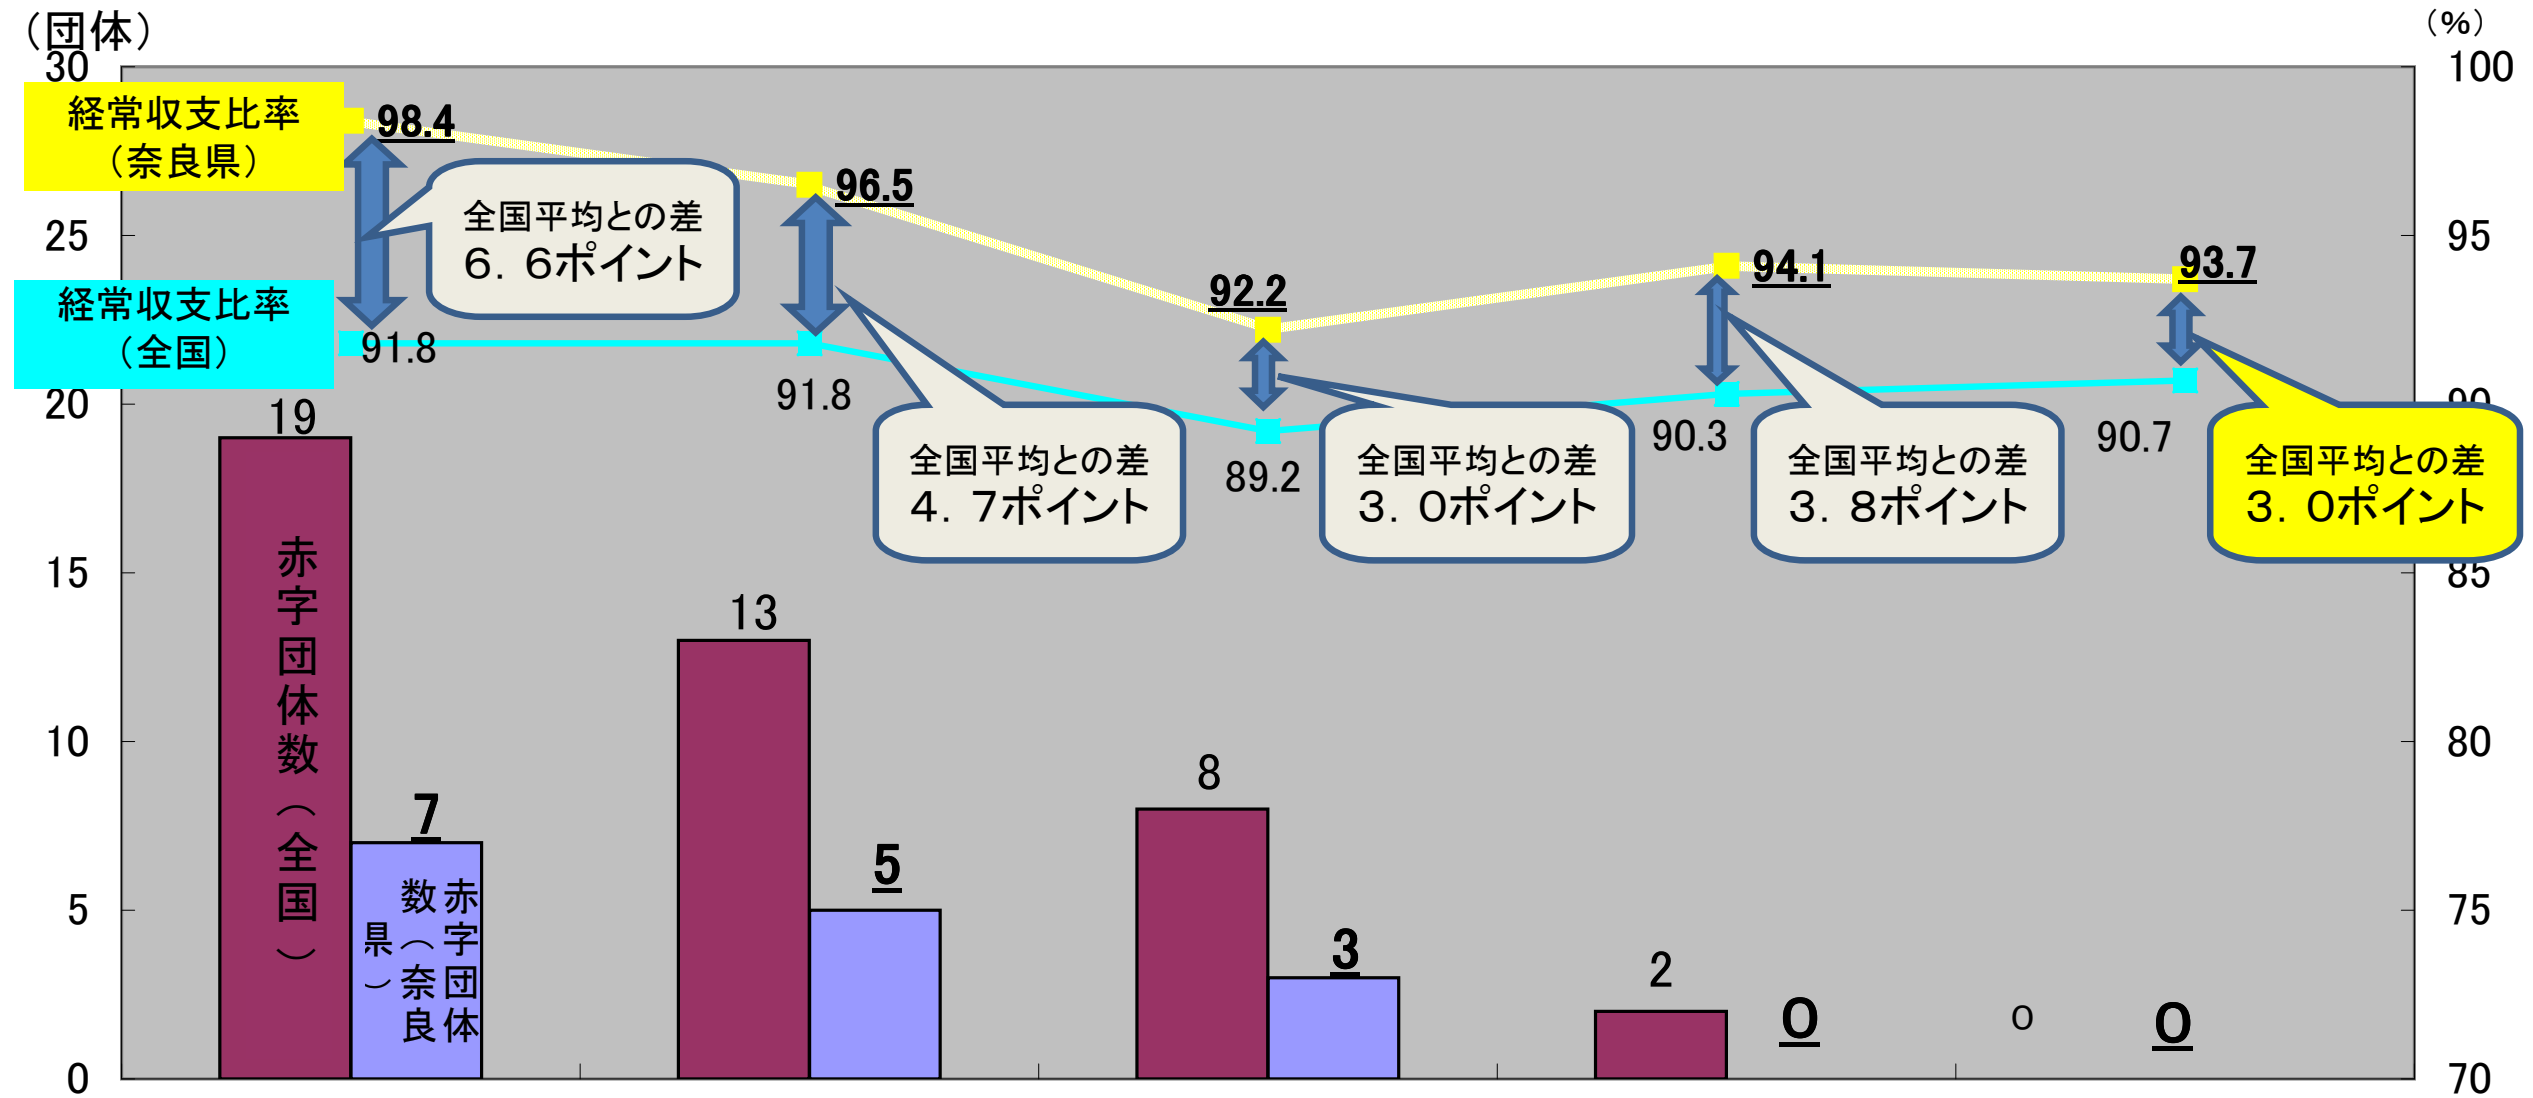 （団体）
（％）
30
100
経常収支比率
（奈良県）
98.4
96.5
全国平均との差
６．６ポイント
25
95
92.2
94.1
93.7
経常収支比率
（全国）
91.8
91.8
89.2
90.3
90.7
20
90
全国平均との差
４．７ポイント
全国平均との差
３．０ポイント
全国平均との差
３．８ポイント
全国平均との差
３．０ポイント
19
赤字団体数（全国）
15
85
13
10
80
8
7
赤字団体
数（奈良
県）
5
75
5
3
2
0
0
0
0
70